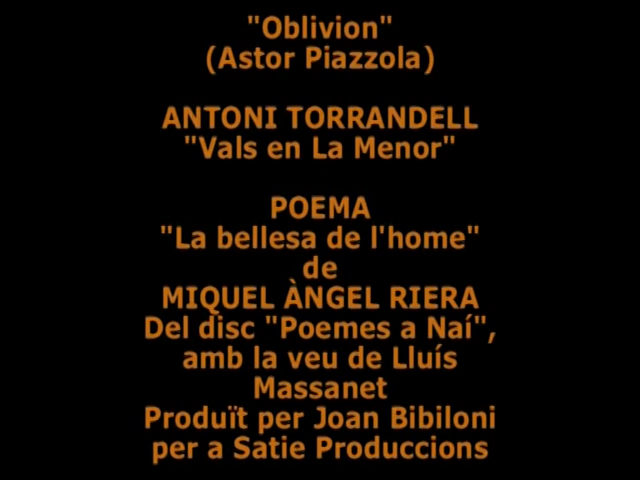 "Oblivion"
(Astor Piazzola)
ANTONI TORRANDELL
"Vals en La Menor"
POEMA
"La bellesa de l'home"
de
MIQUEL ÀNGEL RIERA
Del disc "Poemes a Naí",
amb la veu de Lluís
Massanet
Produït per Joan Bibiloni
per a Satie Produccions